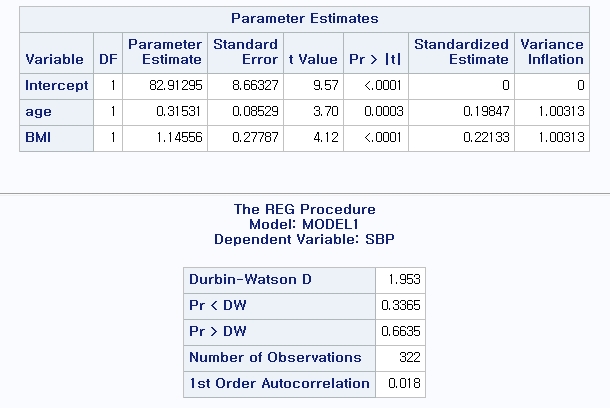 Parameter Estimates
Variable DF Parameter Estimate Standard Error t Value Pr > |t| Standardized Estimate Variance Inflation
Intercept 1 82.91295 8.66327 9.57 <.0001 0 0
age 1 0.31531 0.08529 3.70 0.0003 0.19847 1.00313
BMI 1 1.14556 0.27787 4.12 <.0001 0.22133 1.00313
The REG Procedure
Model: MODEL1
Dependent Variable: SBP
Durbin-Watson D 1.953
Pr < DW 0.3365
Pr > DW 0.6635
Number of Observations 322
1st Order Autocorrelation 0.018